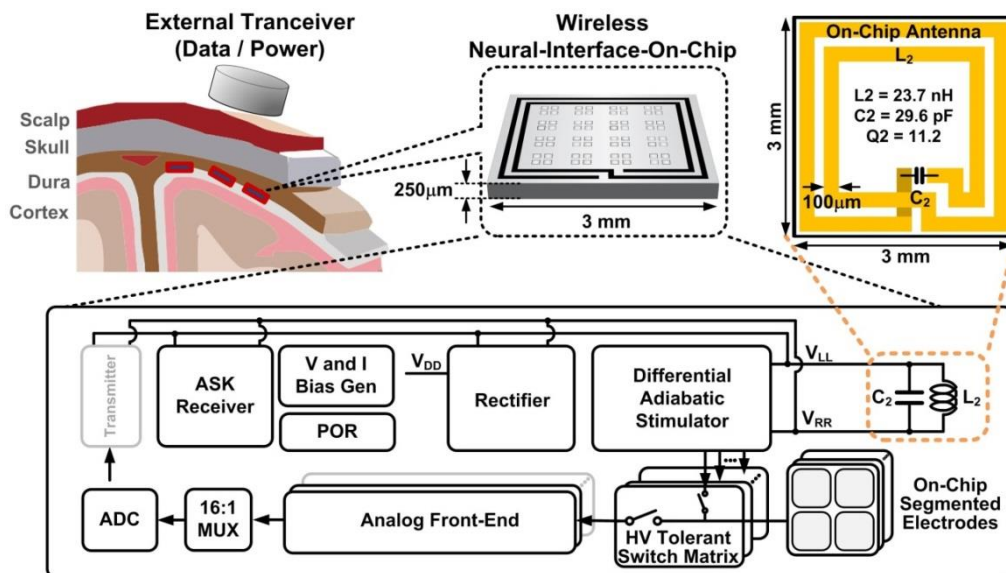 External Tranceiver
(Data / Power)
Scalp
Skull
Dura
Cortex
Wireless
Neural-Interface-On-Chip
250μm
3 mm
On-Chip Antenna
L2
L2 = 23.7 nH
C2 = 29.6 pF
Q2 = 11.2
3 mm
100μm
C2
3 mm
Transmitter
ASK
Receiver
V and I
Bias Gen
POR
VDD
Rectifier
Differential
Adiabatic
Stimulator
VLL
C2
L2
VRR
ADC
16:1
MUX
Analog Front-End
HV Tolerant
Switch Matrix
On-Chip
Segmented
Electrodes